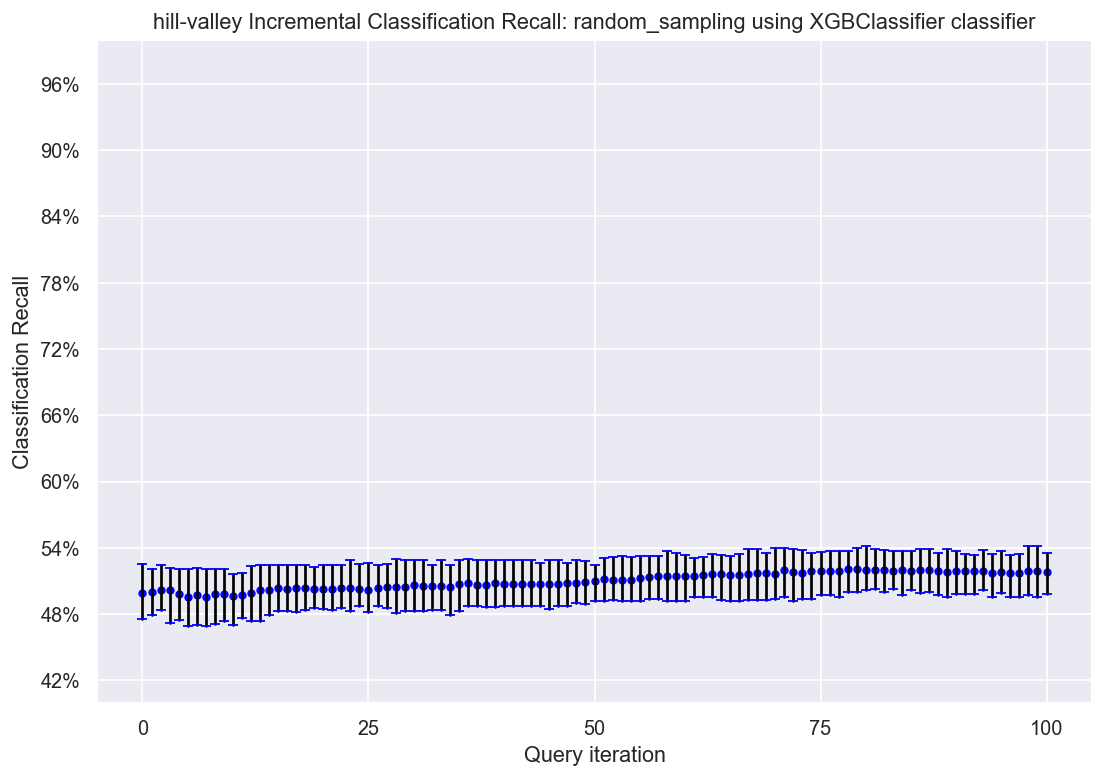 hill-valley Incremental Classification Recall: random_sampling using XGBClassifier classifier
96%
90%
84%
78%
72%
66%
60%
54%
48%
42%
Classification Recall
0 25 50 75 100
Query iteration